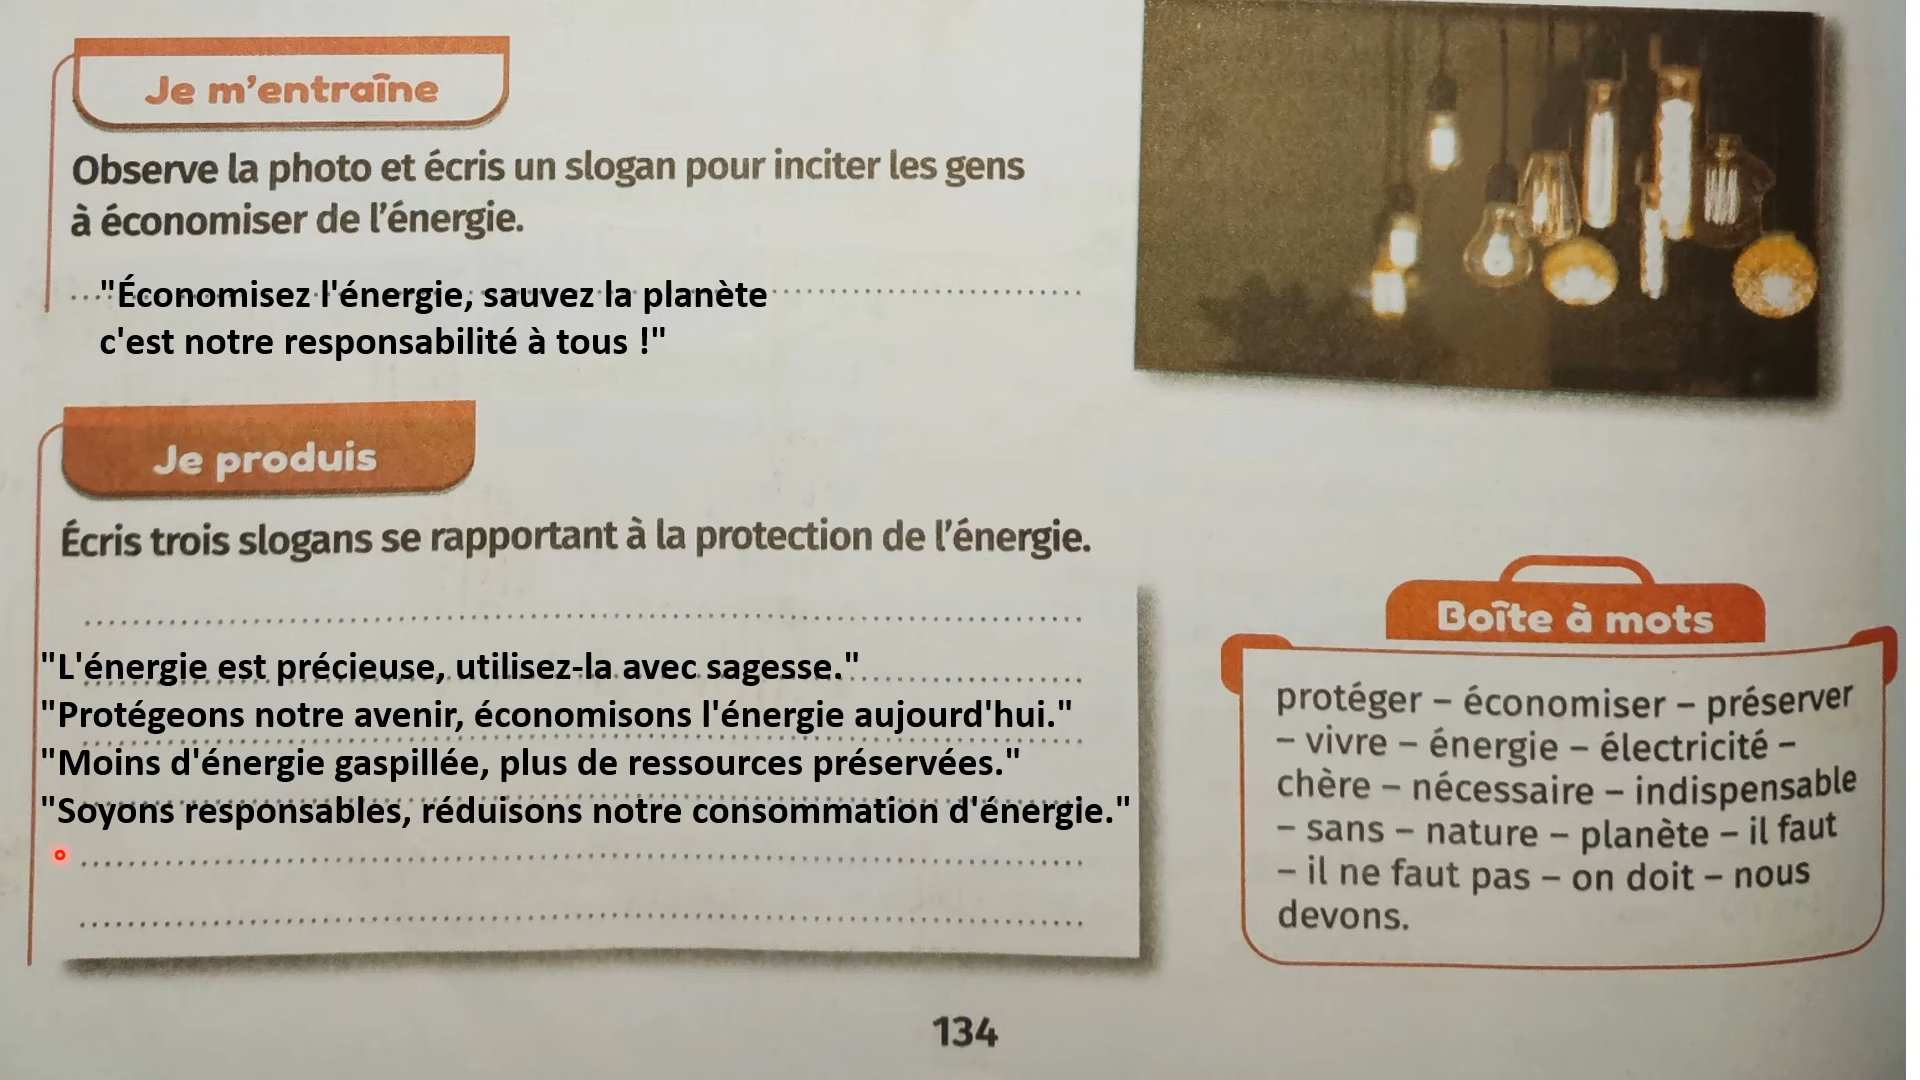 Je m'entraîne
Observe la photo et écris un slogan pour inciter les gens
à économiser de l'énergie.
"Économisez l'énergie, sauvez la planète
c'est notre responsabilité à tous !"
Je produis
Écris trois slogans se rapportant à la protection de l'énergie.
"L'énergie est précieuse, utilisez-la avec sagesse."
"Protégeons notre avenir, économisons l'énergie aujourd'hui."
"Moins d'énergie gaspillée, plus de ressources préservées."
"Soyons responsables, réduisons notre consommation d'énergie."
Boîte à mots
protéger – économiser – préserver
– vivre – énergie – électricité –
chère – nécessaire – indispensable
– sans – nature – planète – il faut
– il ne faut pas – on doit – nous
devons.
134